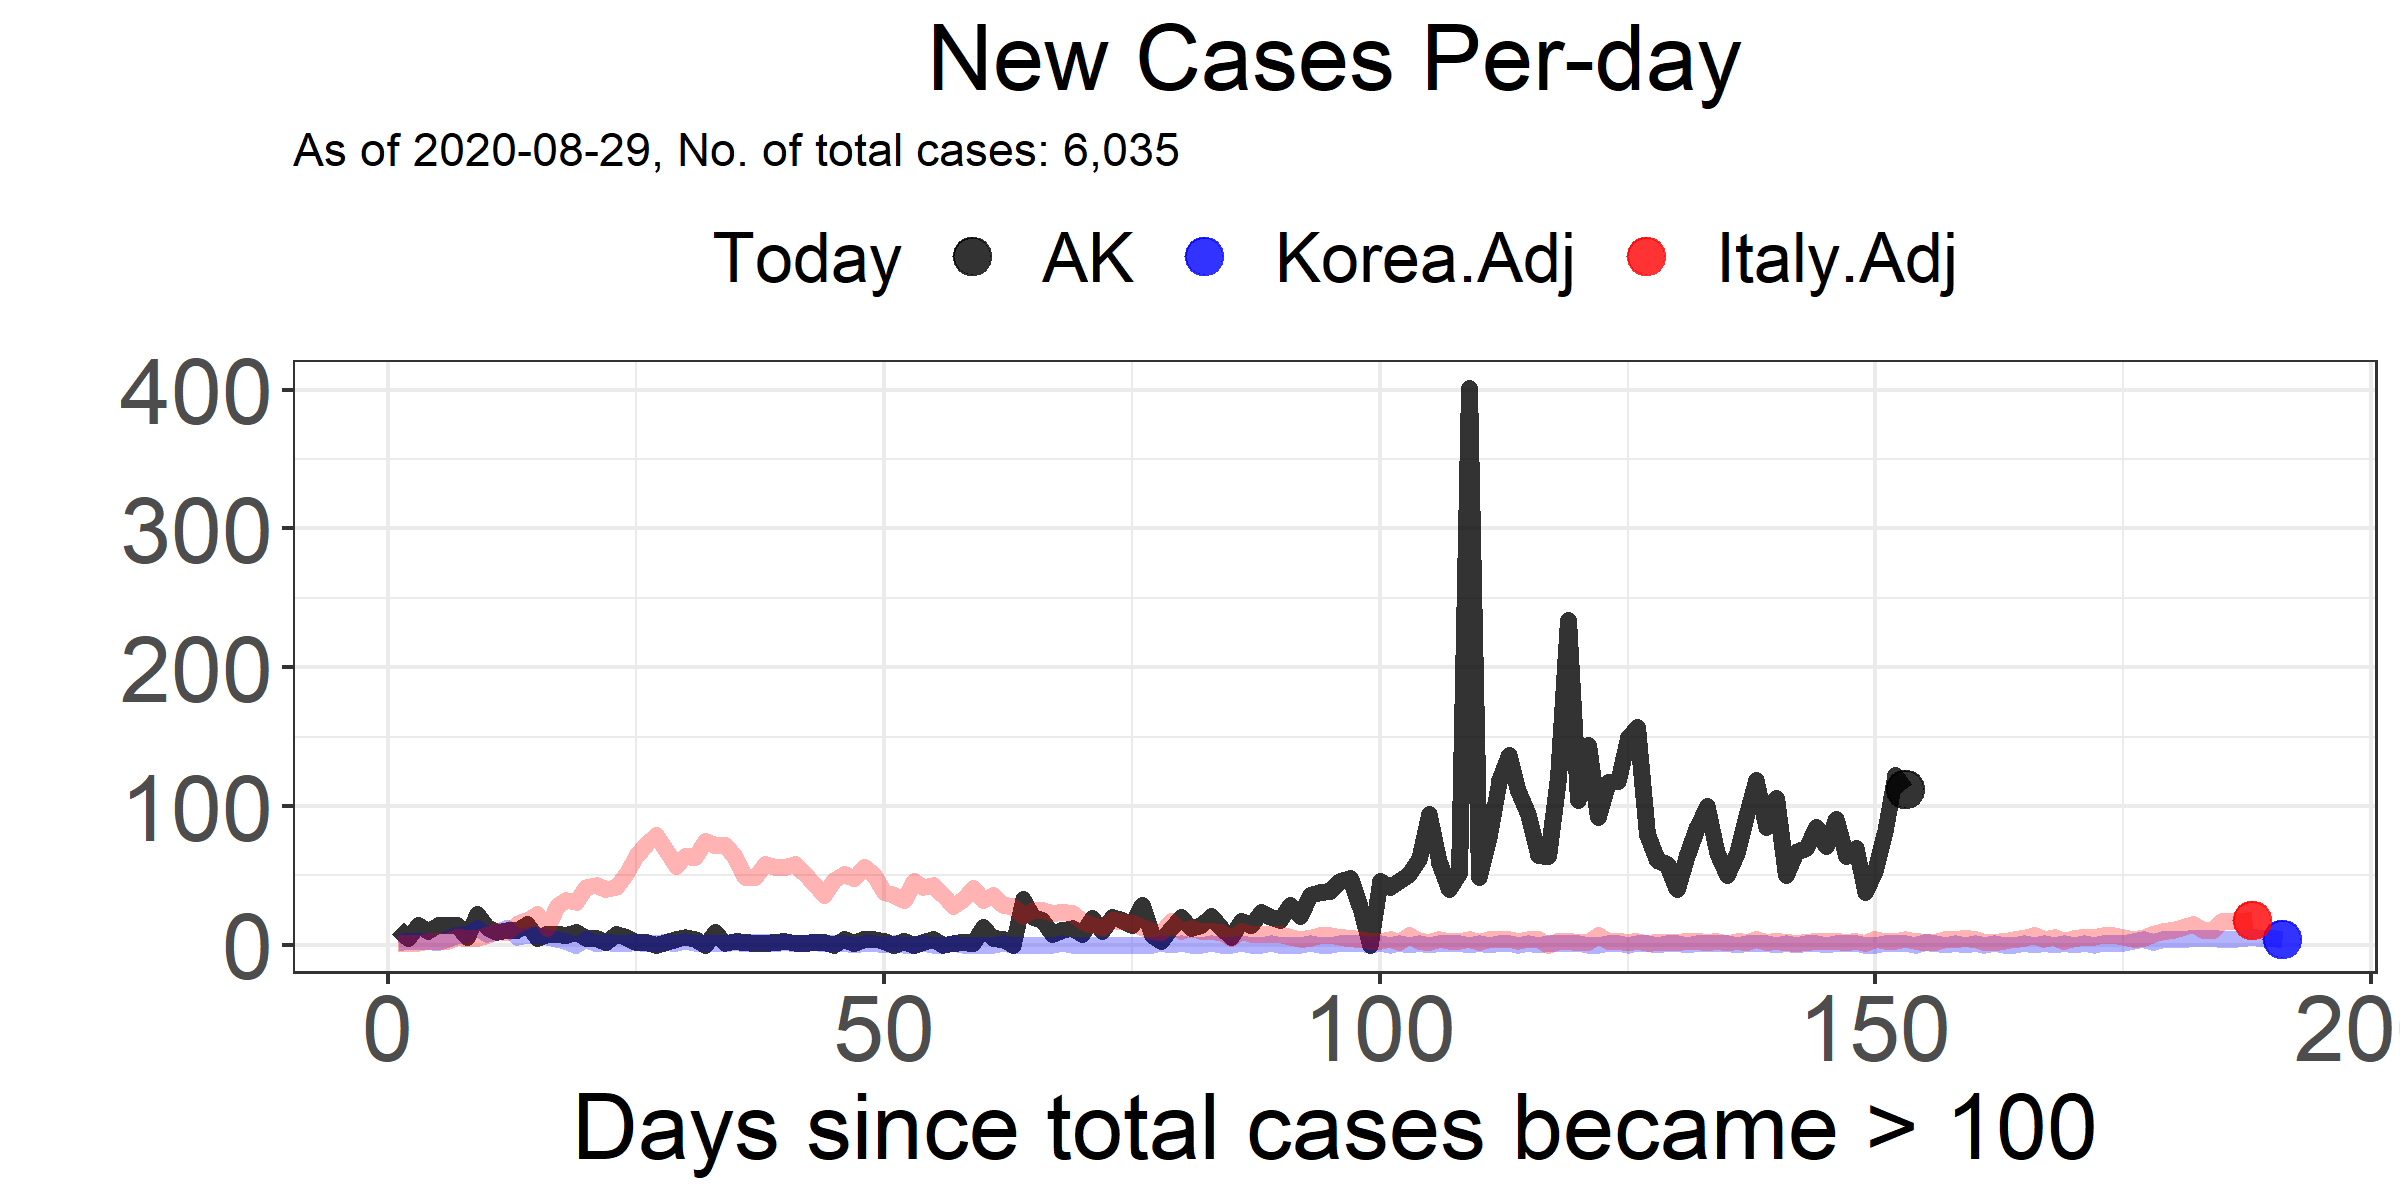 New Cases Per-day
As of 2020-08-29, No. of total cases: 6,035
Today AK Korea.Adj Italy.Adj
400
300
200
100
0
0 50 100 150 20
Days since total cases became > 100